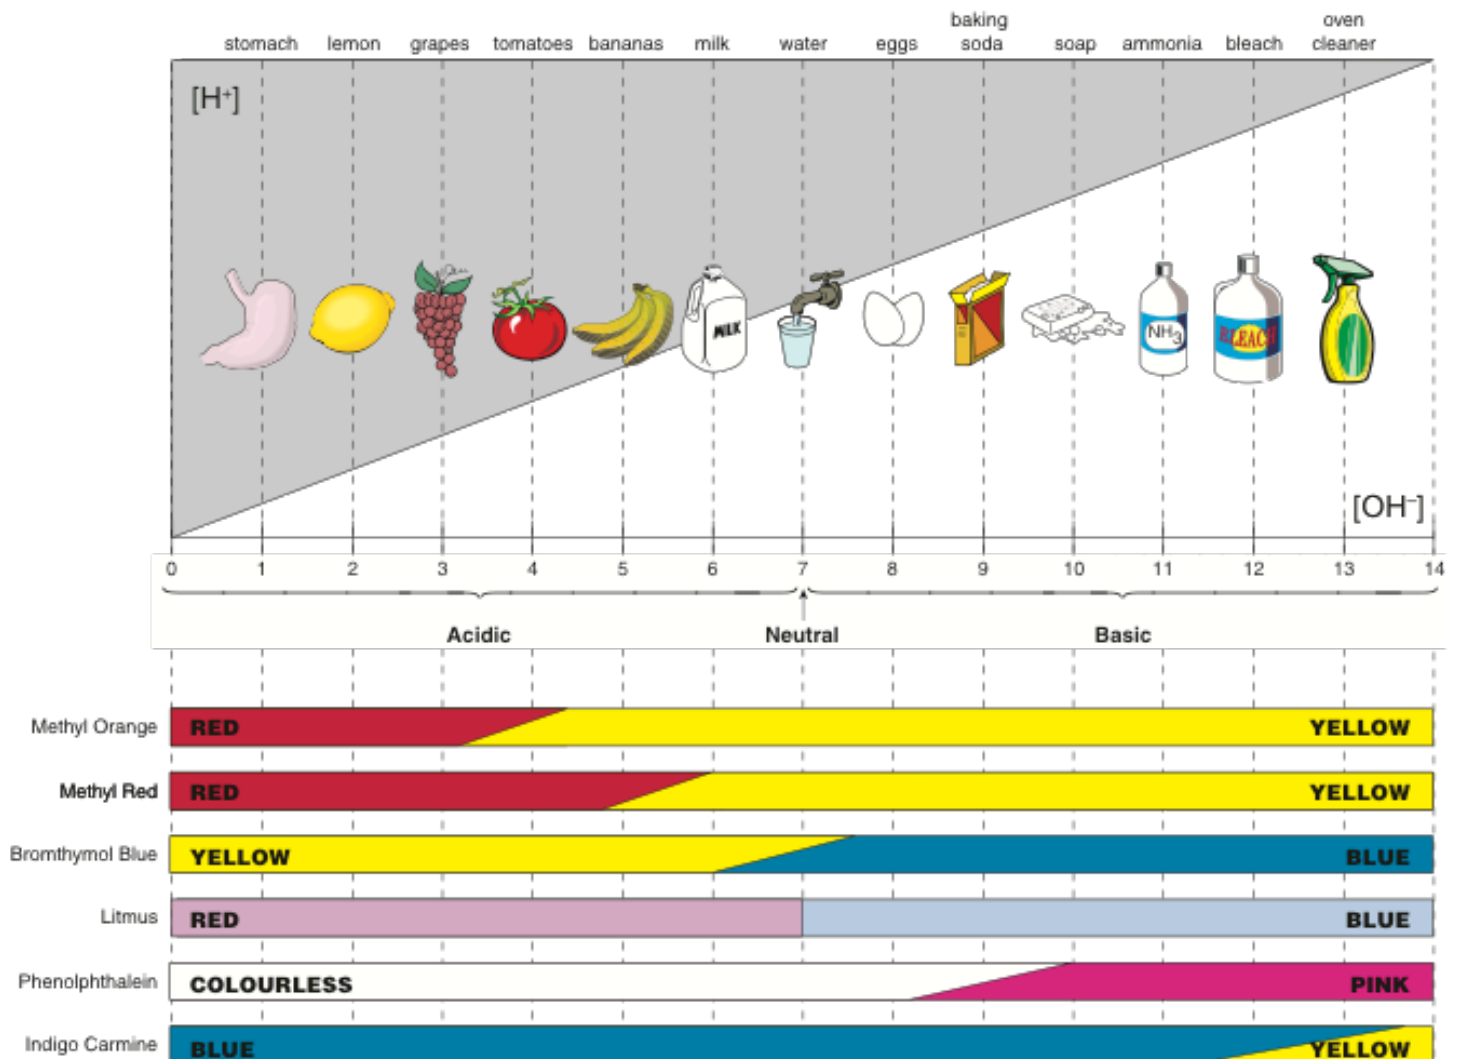 baking
oven
stomach lemon grapes tomatoes bananas milk water eggs soda soap ammonia bleach cleaner
[H⁺]
MILK
NH₃
BLEACH
[OH⁻]
0 1 2 3 4 5 6 7 8 9 10 11 12 13 14
Acidic Neutral Basic
Methyl Orange RED YELLOW
Methyl Red RED YELLOW
Bromthymol Blue YELLOW BLUE
Litmus RED BLUE
Phenolphthalein COLOURLESS PINK
Indigo Carmine BLUE YELLOW